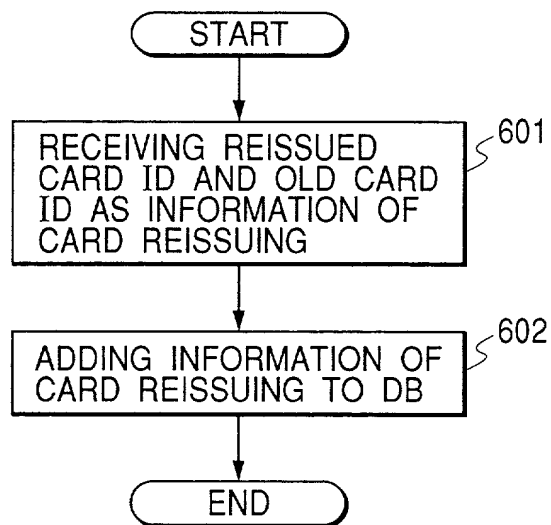 START
RECEIVING REISSUED
CARD ID AND OLD CARD
ID AS INFORMATION OF
CARD REISSUING
601
ADDING INFORMATION OF
CARD REISSUING TO DB
602
END